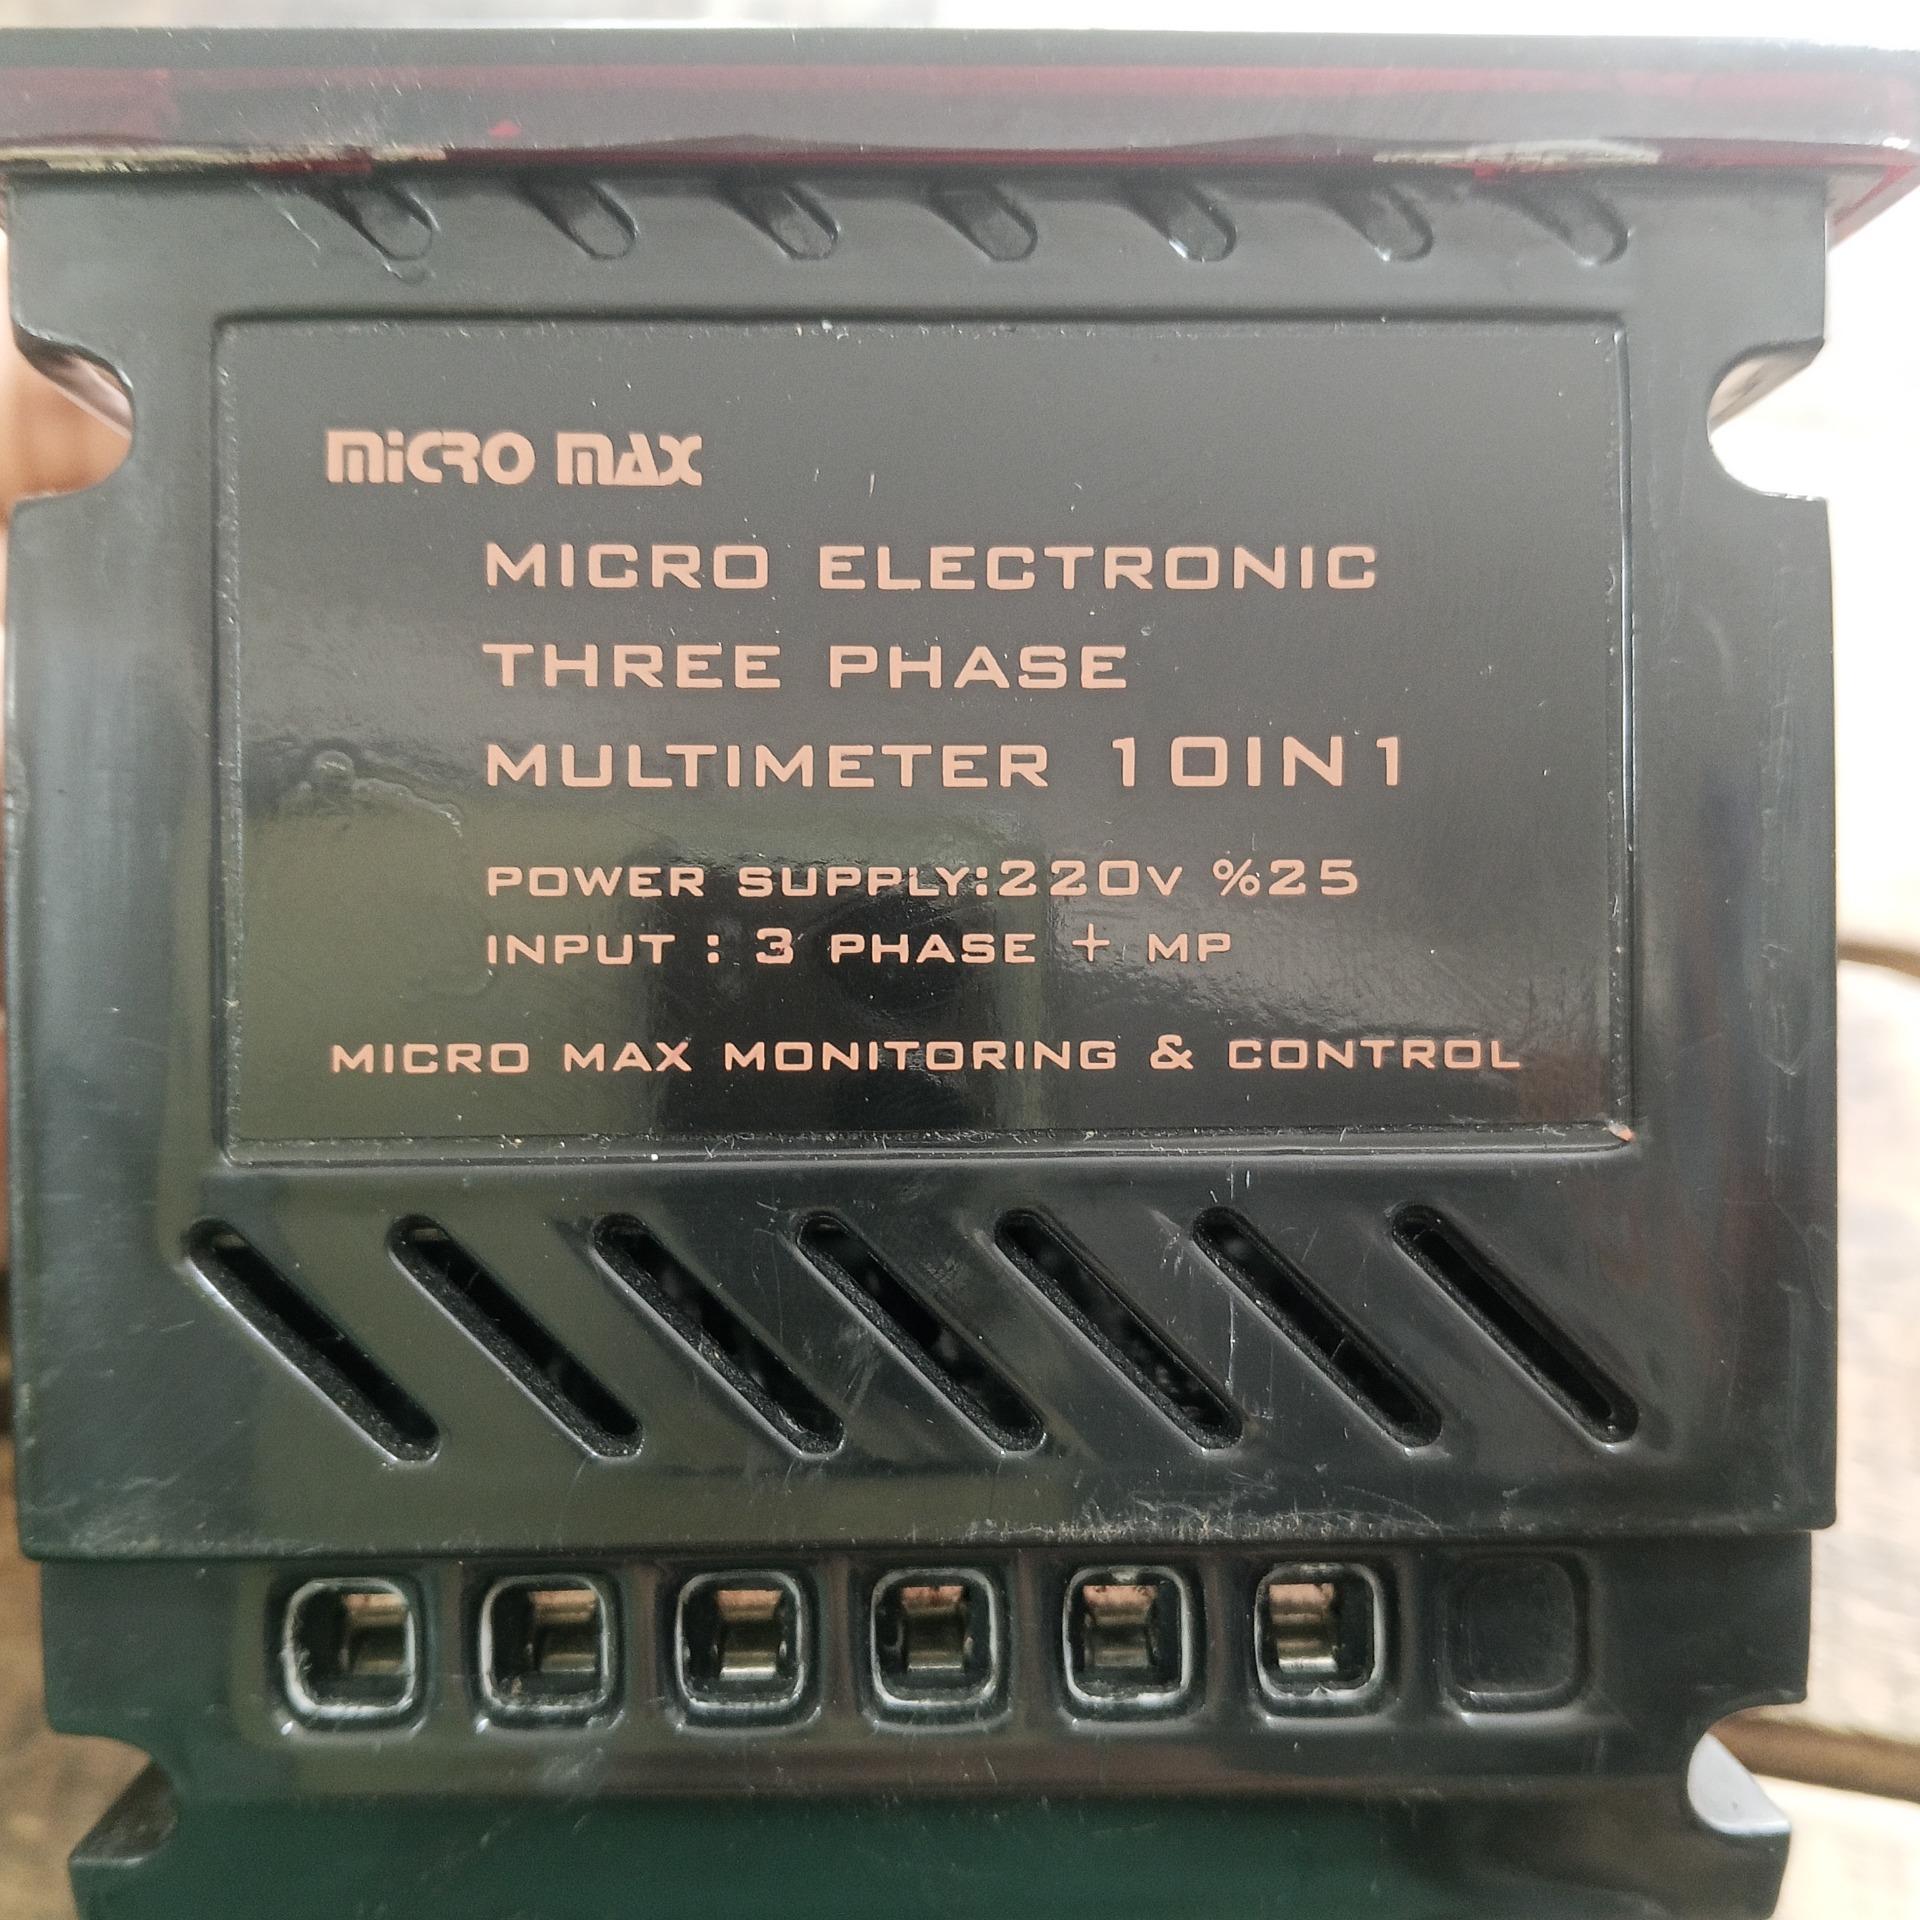 MiCRO MAX
MICRO ELECTRONIC
THREE PHASE
MULTIMETER 10IN1
POWER SUPPLY:220V %25
INPUT : 3 PHASE + MP
MICRO MAX MONITORING & CONTROL